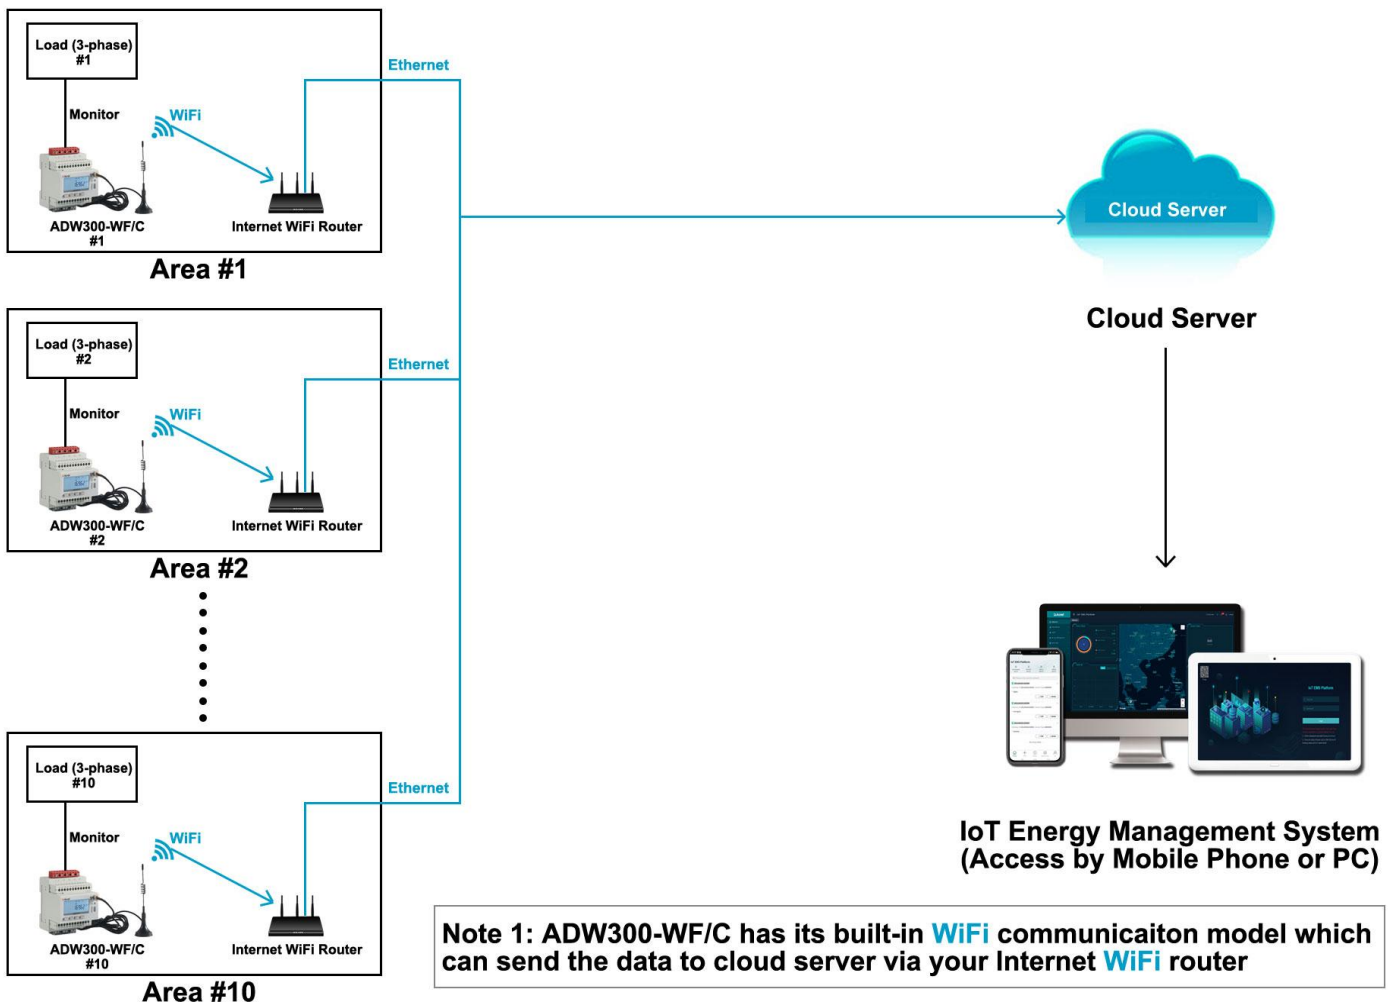 Load (3-phase)
#1
Monitor
WiFi
Ethernet
ADW300-WF/C
#1
Internet WiFi Router
Area #1
Load (3-phase)
#2
Monitor
WiFi
Ethernet
ADW300-WF/C
#2
Internet WiFi Router
Area #2
Load (3-phase)
#10
Monitor
WiFi
Ethernet
ADW300-WF/C
#10
Internet WiFi Router
Area #10
Cloud Server
Cloud Server
IoT EMS Platform
IoT Energy Management System
(Access by Mobile Phone or PC)
Note 1: ADW300-WF/C has its built-in WiFi communicaiton model which
can send the data to cloud server via your Internet WiFi router